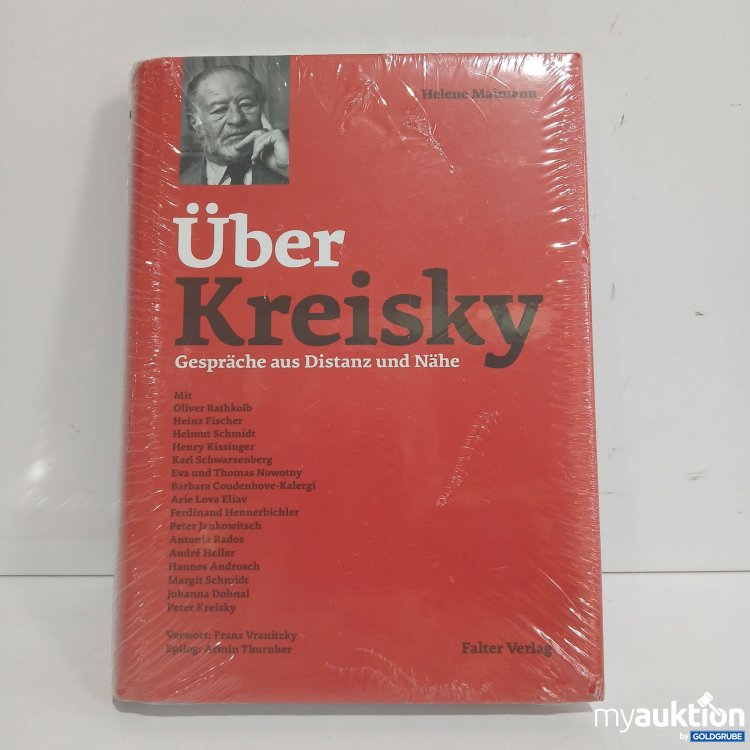 Helene Maimann
Über
Kreisky
Gespräche aus Distanz und Nähe
Mit
Oliver Rathkolb
Heinz Fischer
Helmut Schmidt
Henry Kissinger
Karl Schwarzenberg
Eva und Thomas Nowotny
Barbara Coudenhove-Kalergi
Arie Lova Eliav
Ferdinand Hennerbichler
Peter Jankowitsch
Antonia Rados
André Heller
Hannes Androsch
Margit Schmidt
Johanna Dohnal
Peter Kreisky
Vorwort: Franz Vranitzky
Epilog: Armin Thurnher
Falter Verlag
myauktion
by GOLDGRUBE